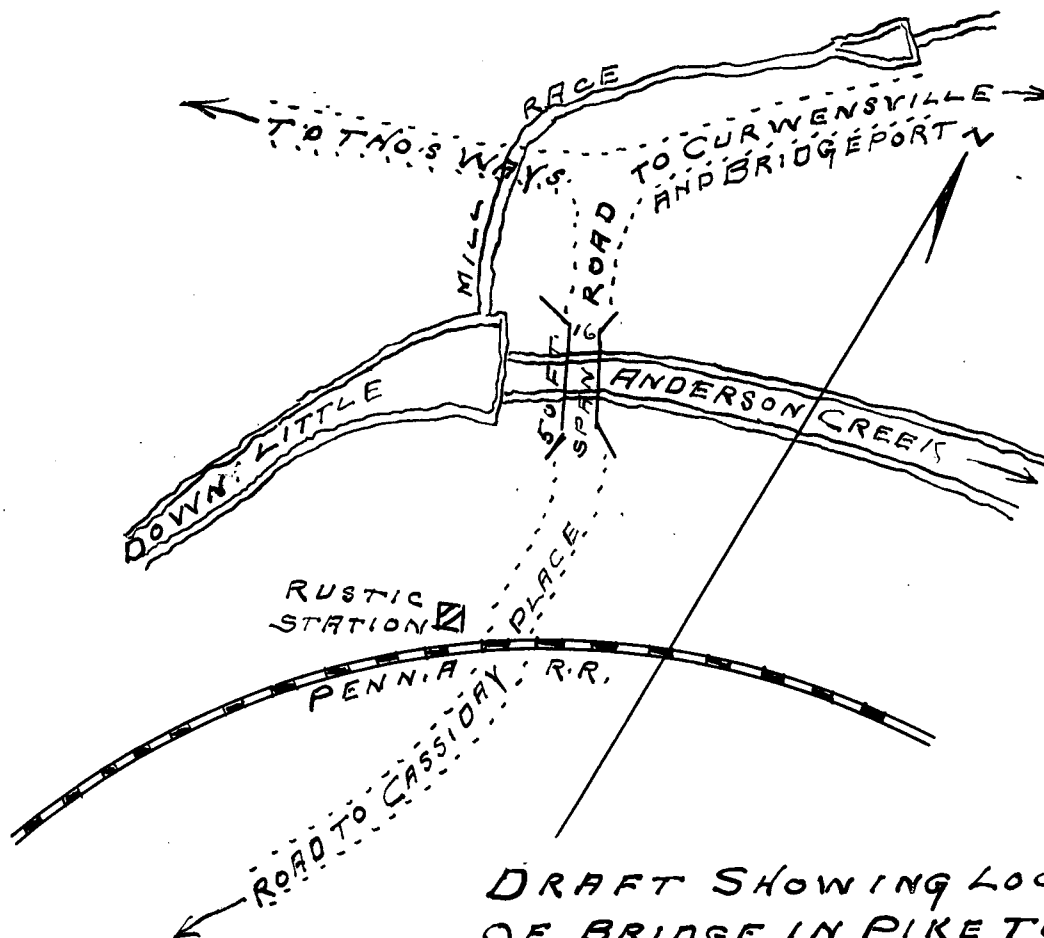 RACE
TO THOS WAYS.
TO CURWENSVILLE
AND BRIDGEPORT
N
MILL
ROAD
16
50 FT.
SPAN
LITTLE
DOWN.
ANDERSON CREEK
RUSTIC
STATION
PENN.A R.R.
ROAD TO CASSIDAY PLACE
DRAFT SHOWING LOC
OF BRIDGE IN PIKE TO